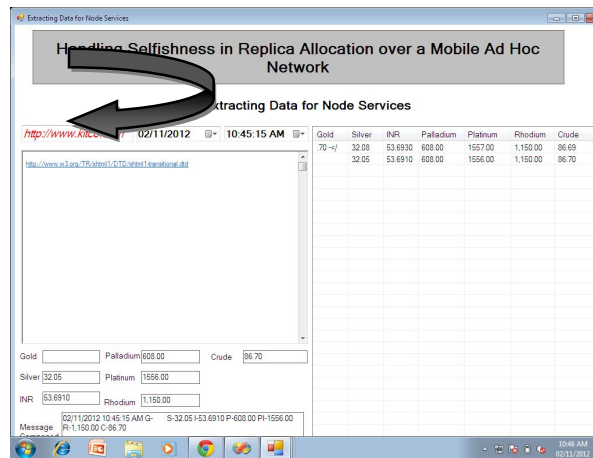 Extracting Data for Node Services
Handling Selfishness in Replica Allocation over a Mobile Ad Hoc
Network
Extracting Data for Node Services
02/11/2012 10:45:15 AM
Gold Silver INR Palladium Platinum Rhodium Crude
.70 -</ 32.08 53.6930 608.00 1557.00 1,150.00 86.69
32.05 53.6910 608.00 1556.00 1,150.00 86.70
http://www.w3.org/TR/xhtml1/DTD/xhtml1-transitional.dtd
Gold Palladium 608.00 Crude 86.70
Silver 32.05 Platinum 1556.00
INR 53.6910 Rhodium 1,150.00
Message 02/11/2012 10:45:15 AM G- S-32.05 I-53.6910 P-608.00 Pl-1556.00
R-1,150.00 C-86.70
10:46 AM
02/11/2012